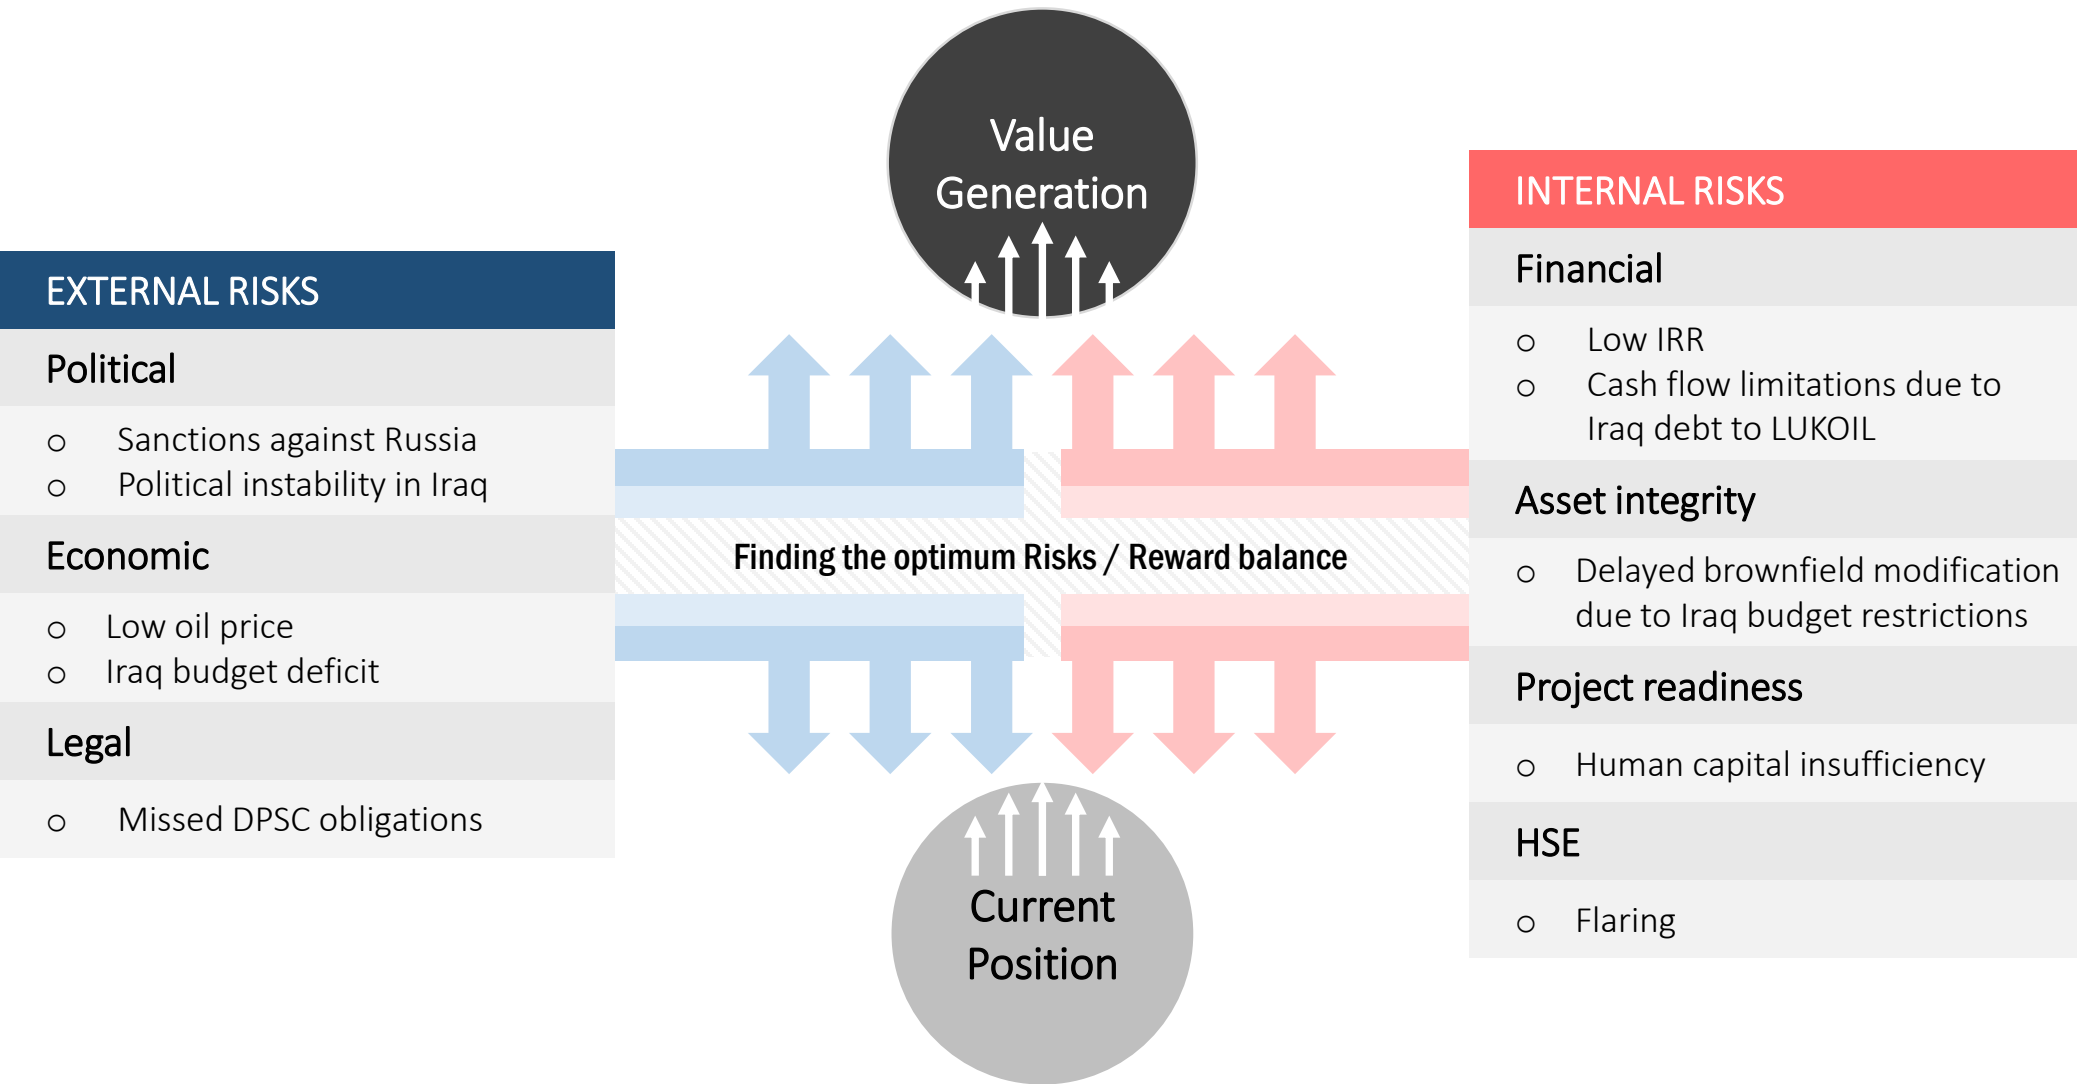 Value
Generation
EXTERNAL RISKS
Political
o Sanctions against Russia
o Political instability in Iraq
Economic
o Low oil price
o Iraq budget deficit
Legal
o Missed DPSC obligations
Finding the optimum Risks / Reward balance
INTERNAL RISKS
Financial
o Low IRR
o Cash flow limitations due to
Iraq debt to LUKOIL
Asset integrity
o Delayed brownfield modification
due to Iraq budget restrictions
Project readiness
o Human capital insufficiency
HSE
o Flaring
Current
Position